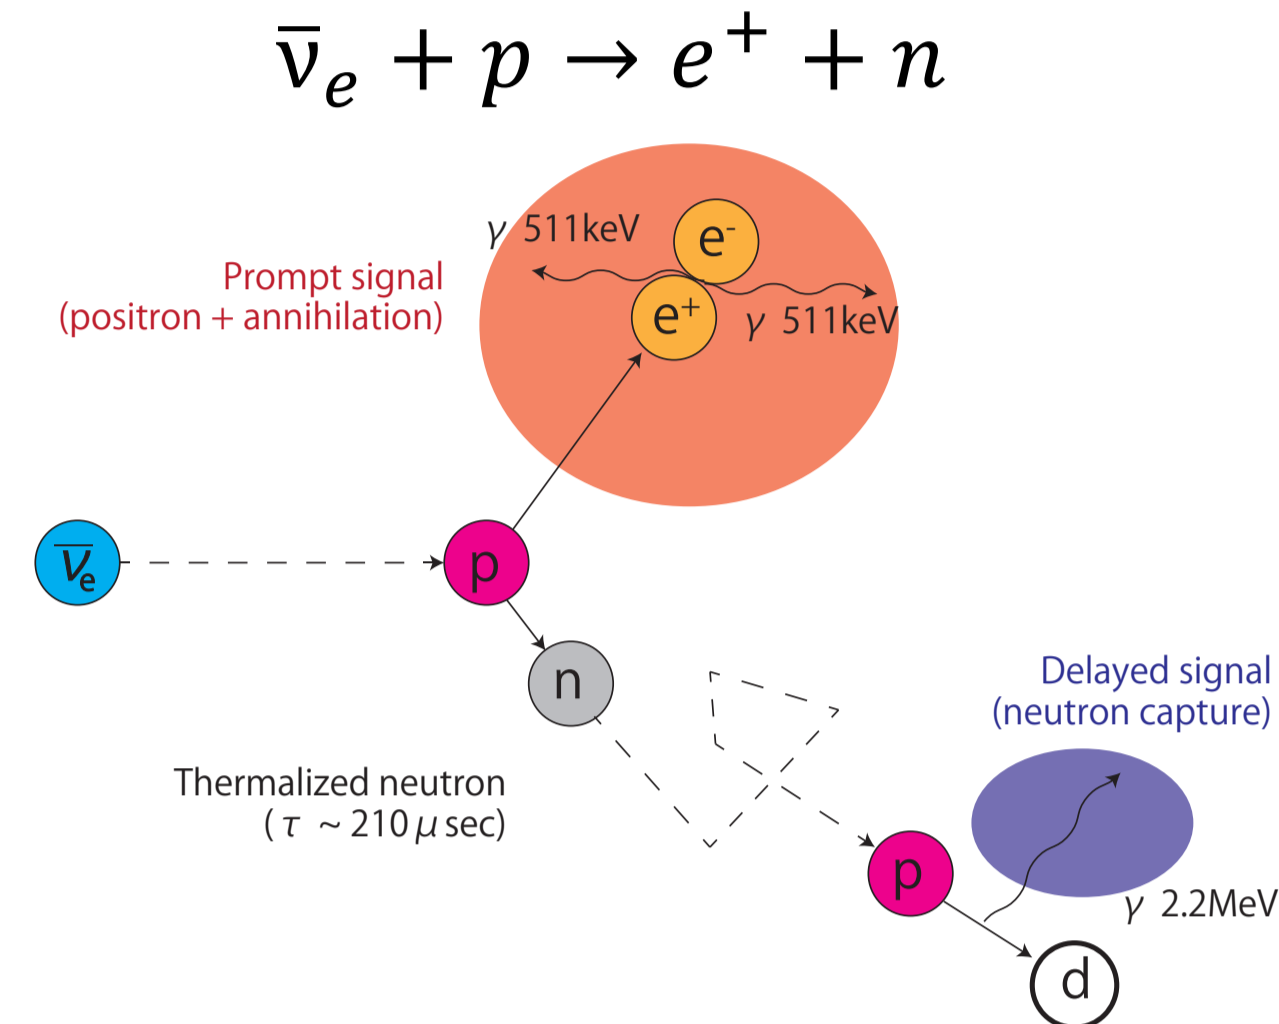 ν̅e + p → e⁺ + n
γ 511keV
e⁻
Prompt signal
(positron + annihilation)
e⁺
γ 511keV
ν̅e
p
n
Delayed signal
(neutron capture)
Thermalized neutron
(τ ~ 210 μ sec)
p
γ 2.2MeV
d